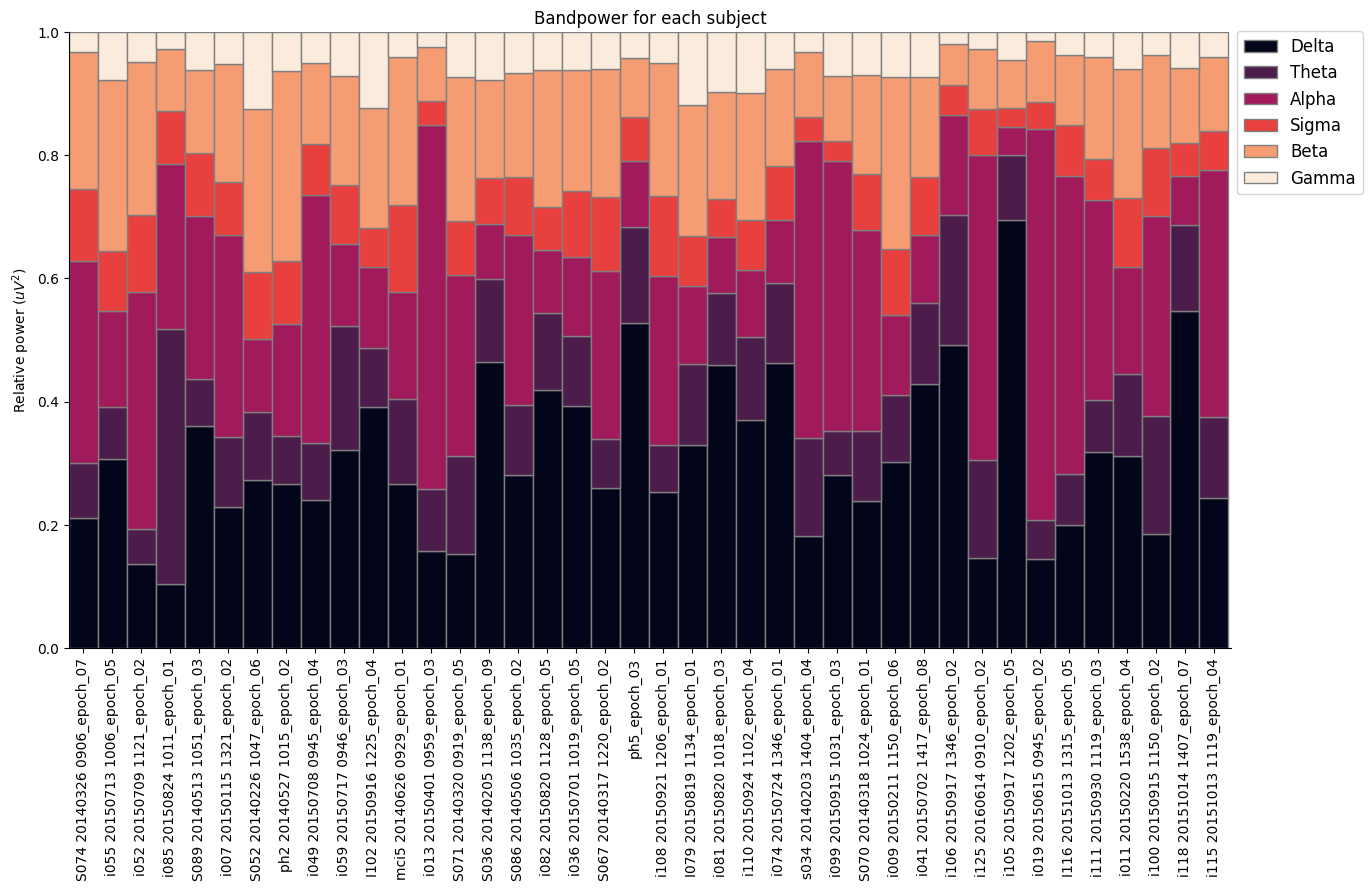 Bandpower for each subject
Relative power (uV²)
1.0
0.8
0.6
0.4
0.2
0.0
Delta
Theta
Alpha
Sigma
Beta
Gamma
S074 20140326 0906_epoch_07
i055 20150713 1006_epoch_05
i052 20150709 1121_epoch_02
i085 20150824 1011_epoch_01
S089 20140513 1051_epoch_03
i007 20150115 1321_epoch_02
S052 20140226 1047_epoch_06
ph2 20140527 1015_epoch_02
i049 20150708 0945_epoch_04
i059 20150717 0946_epoch_03
I102 20150916 1225_epoch_04
mci5 20140626 0929_epoch_01
i013 20150401 0959_epoch_03
S071 20140320 0919_epoch_05
S036 20140205 1138_epoch_09
S086 20140506 1035_epoch_02
i082 20150820 1128_epoch_05
i036 20150701 1019_epoch_05
S067 20140317 1220_epoch_02
ph5_epoch_03
i108 20150921 1206_epoch_01
I079 20150819 1134_epoch_01
i081 20150820 1018_epoch_03
i110 20150924 1102_epoch_04
i074 20150724 1346_epoch_01
s034 20140203 1404_epoch_04
i099 20150915 1031_epoch_03
S070 20140318 1024_epoch_01
i009 20150211 1150_epoch_06
i041 20150702 1417_epoch_08
i106 20150917 1346_epoch_02
i125 20160614 0910_epoch_02
i105 20150917 1202_epoch_05
i019 20150615 0945_epoch_02
I116 20151013 1315_epoch_05
i111 20150930 1119_epoch_03
i011 20150220 1538_epoch_04
i100 20150915 1150_epoch_02
i118 20151014 1407_epoch_07
i115 20151013 1119_epoch_04